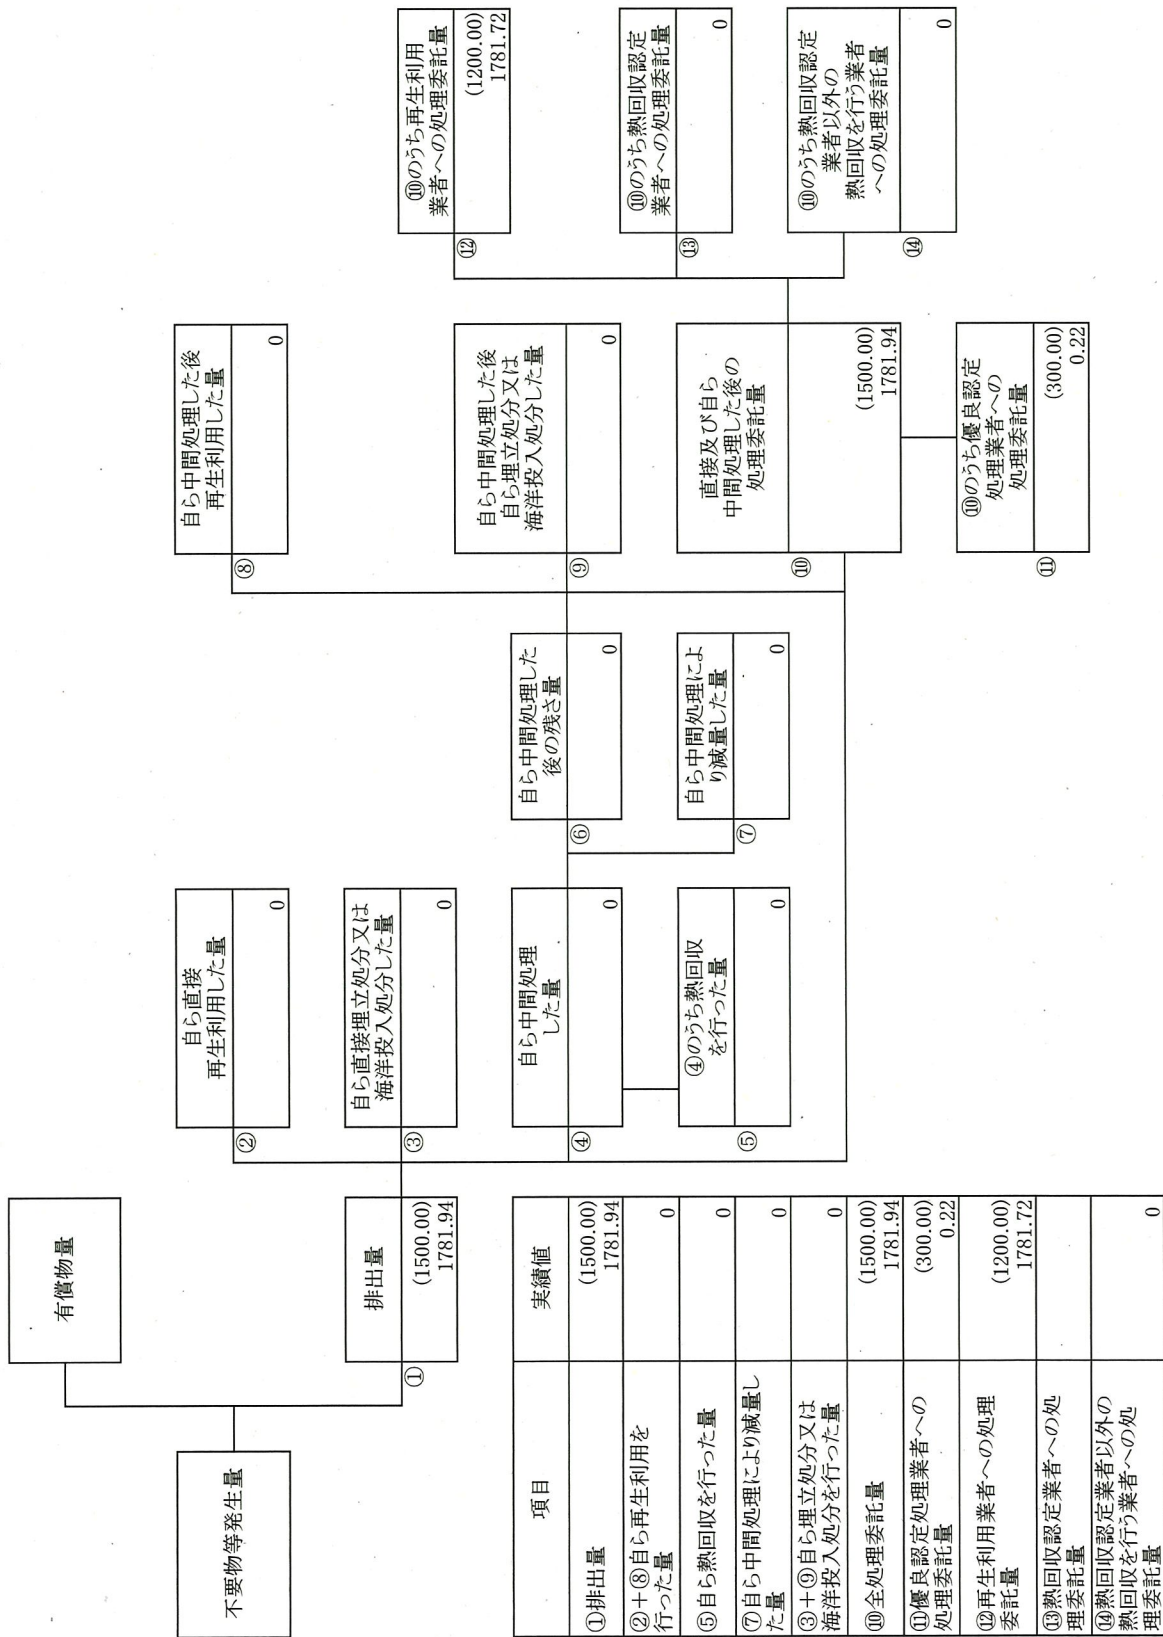 有償物量
不要物等発生量
排出量
①
(1500.00)
1781.94
自ら直接
再生利用した量
②
0
自ら直接埋立処分又は
海洋投入処分した量
③
0
自ら中間処理
した量
④
0
④のうち熱回収
を行った量
⑤
0
自ら中間処理した
後の残さ量
⑥
0
自ら中間処理によ
り減量した量
⑦
0
自ら中間処理した後
再生利用した量
⑧
0
自ら中間処理した後
自ら埋立処分又は
海洋投入処分した量
⑨
0
直接及び自ら
中間処理した後の
処理委託量
⑩
(1500.00)
1781.94
⑩のうち優良認定
処理業者への
処理委託量
⑪
(300.00)
0.22
⑩のうち再生利用
業者への処理委託量
⑫
(1200.00)
1781.72
⑩のうち熱回収認定
業者への処理委託量
⑬
0
⑩のうち熱回収認定
業者以外の
熱回収を行う業者
への処理委託量
⑭
0
項目 実績値
①排出量 (1500.00)
1781.94
②+⑧自ら再生利用を
行った量 0
⑤自ら熱回収を行った量 0
⑦自ら中間処理により減量し
た量 0
③+⑨自ら埋立処分又は
海洋投入処分を行った量 0
⑩全処理委託量 (1500.00)
1781.94
⑪優良認定処理業者への
処理委託量 (300.00)
0.22
⑫再生利用業者への処理
委託量 (1200.00)
1781.72
⑬熱回収認定業者への処
理委託量
⑭熱回収認定業者以外の
熱回収を行う業者への処
理委託量 0